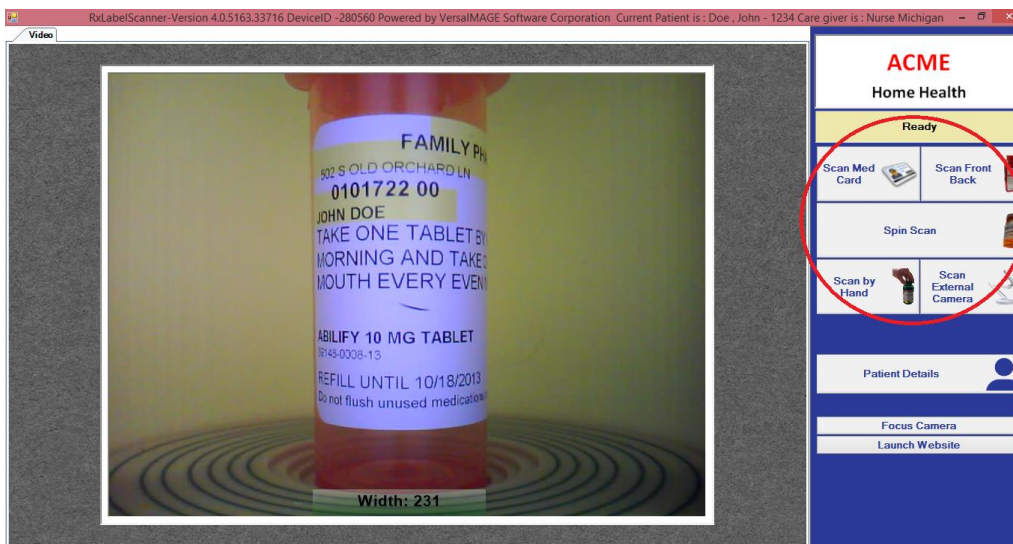 RxLabelScanner-Version 4.0.5163.33716 DeviceID -280560 Powered by VersaIMAGE Software Corporation Current Patient is : Doe , John - 1234 Care giver is : Nurse Michigan
Video
FAMILY PH
502 S OLD ORCHARD LN
0101722 00
JOHN DOE
TAKE ONE TABLET BY
MORNING AND TAKE
MOUTH EVERY EVEN
ABILIFY 10 MG TABLET
59148-0008-13
REFILL UNTIL 10/18/2013
Do not flush unused medications
Width: 231
ACME
Home Health
Ready
Scan Med
Card
Scan Front
Back
Spin Scan
Scan by
Hand
Scan
External
Camera
Patient Details
Focus Camera
Launch Website